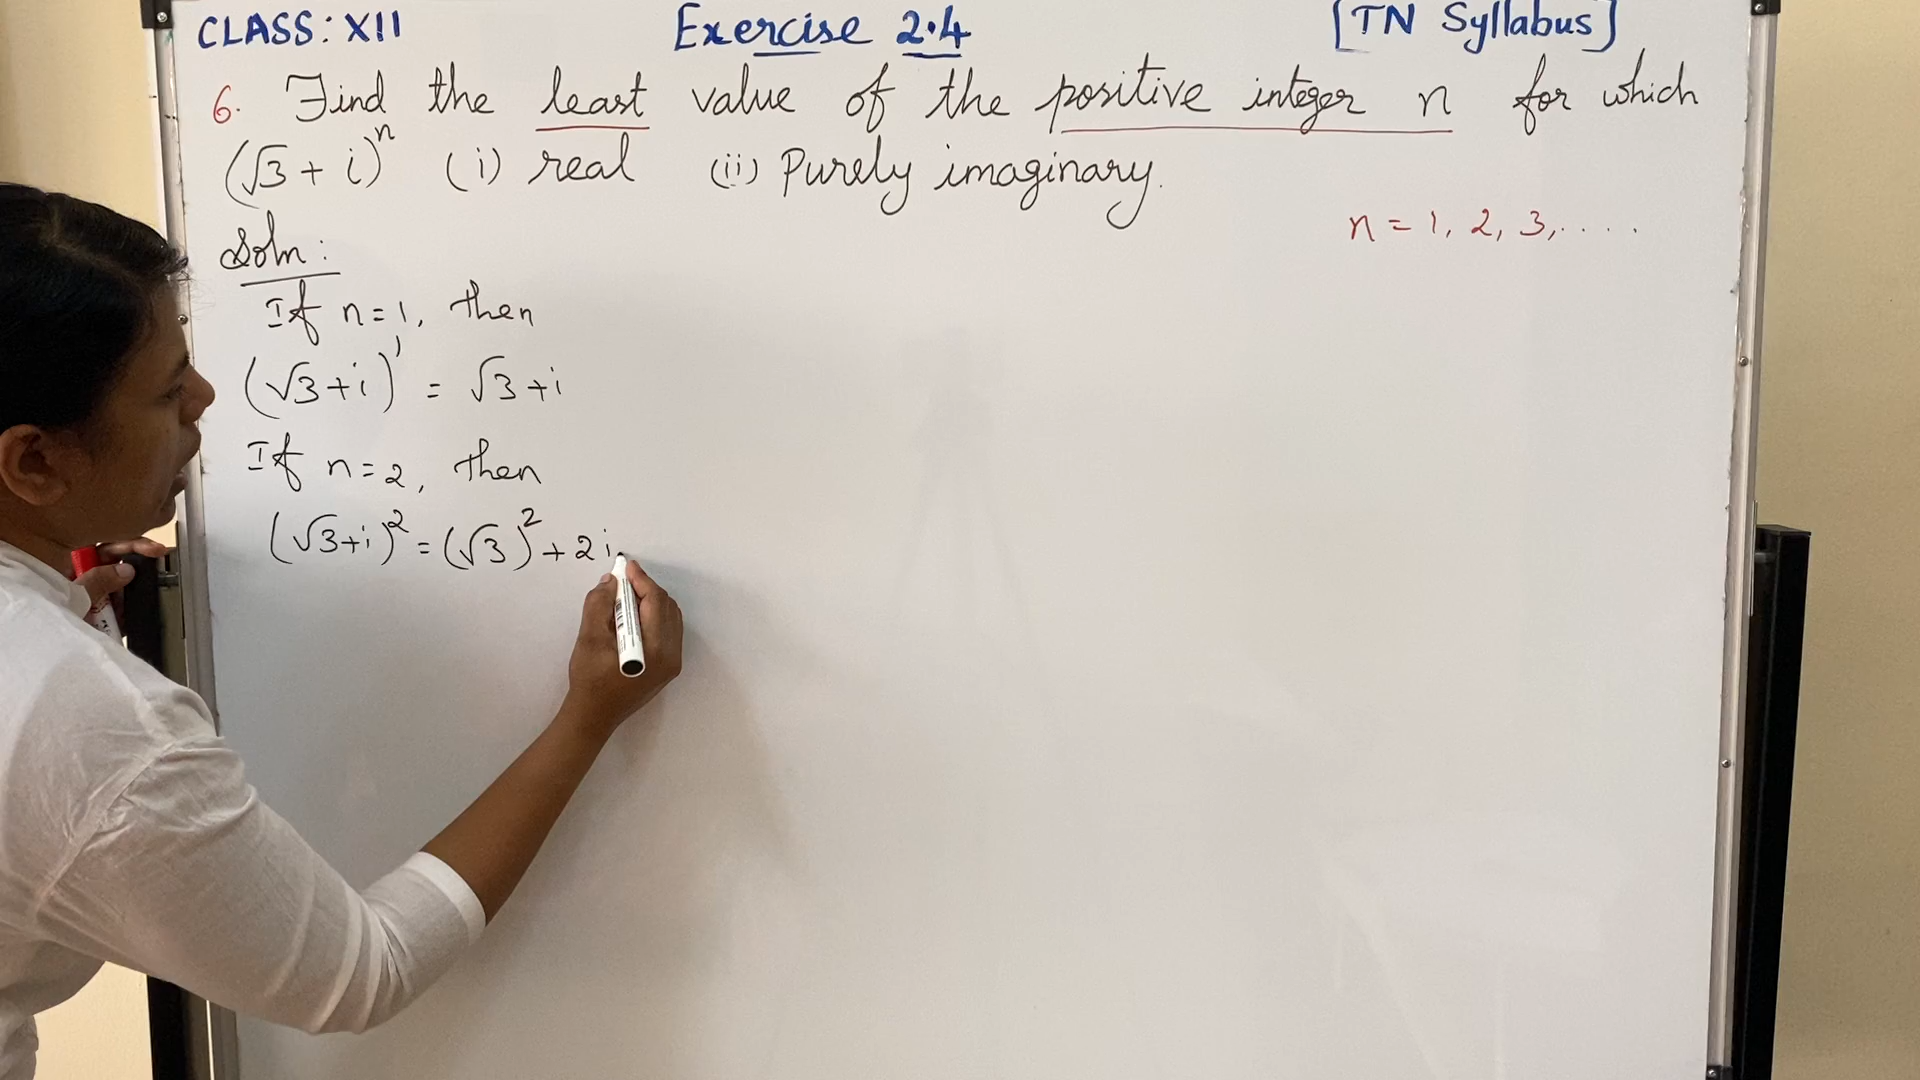 CLASS: XII Exercise 2.4 [TN Syllabus]
6. Find the least value of the positive integer n for which
(√3 + i)ⁿ (i) real (ii) Purely imaginary.
n = 1, 2, 3, . . . .
Soln :
If n = 1, then
(√3 + i)¹ = √3 + i
If n = 2, then
(√3 + i)² = (√3)² + 2 i